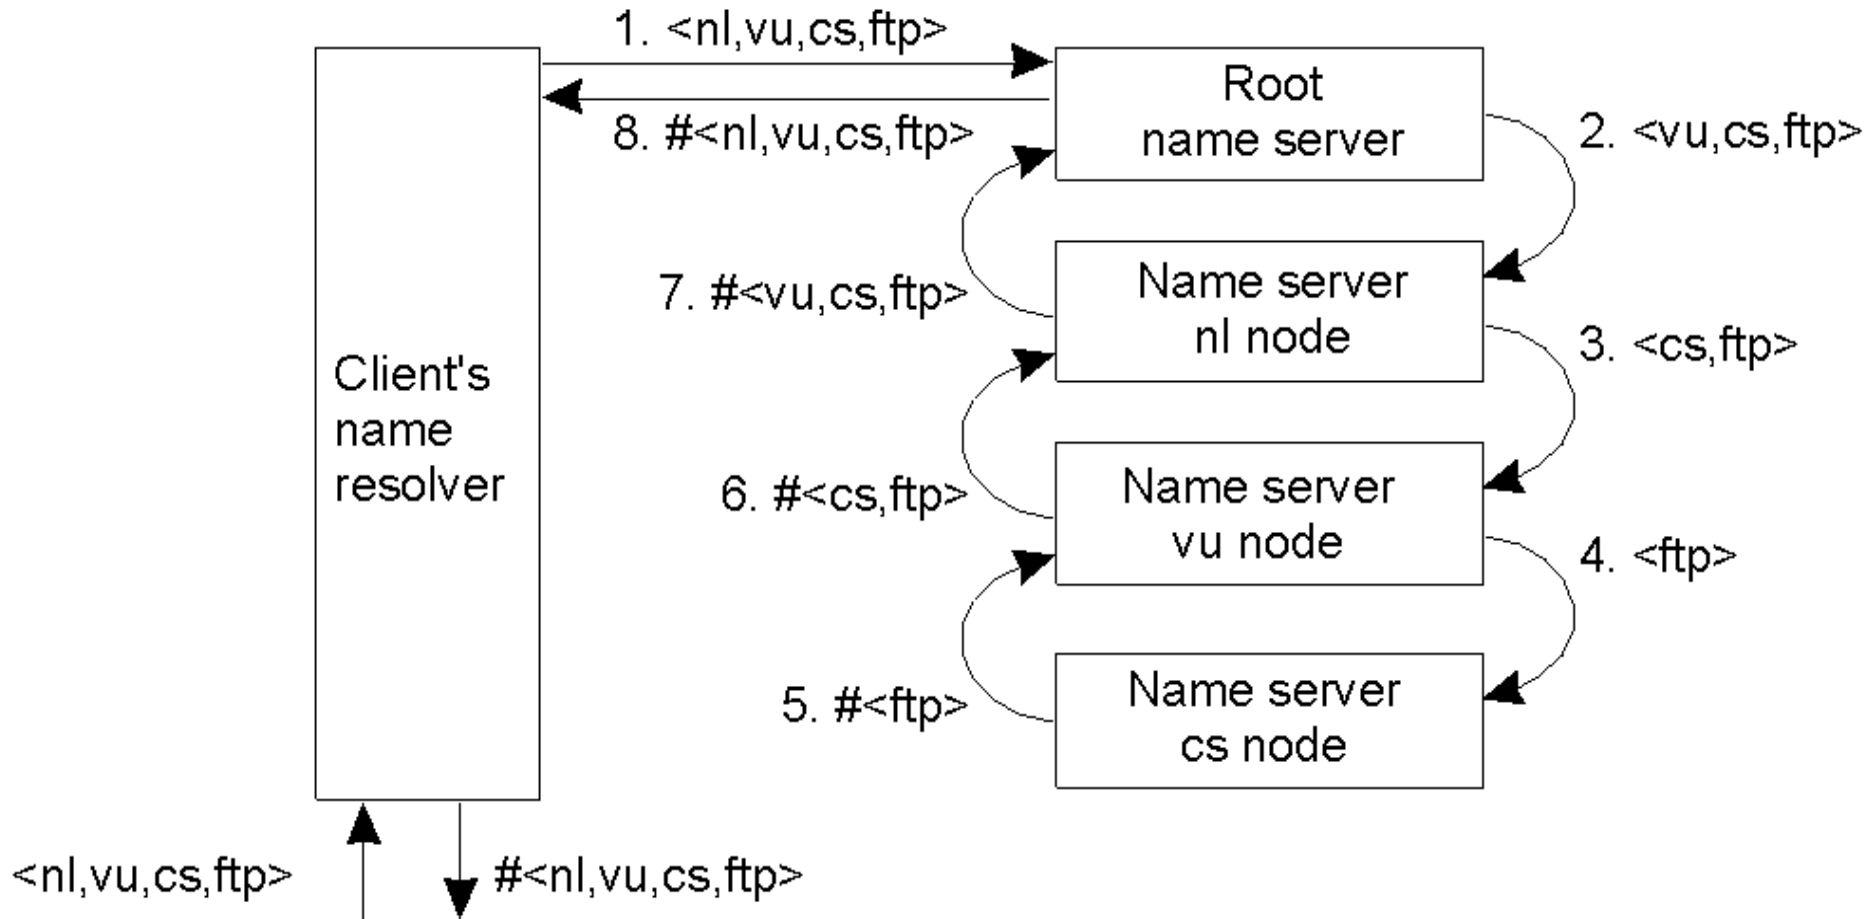 1. <nl,vu,cs,ftp>
Root
name server
8. #<nl,vu,cs,ftp>
2. <vu,cs,ftp>
7. #<vu,cs,ftp>
Name server
nl node
3. <cs,ftp>
Client's
name
resolver
6. #<cs,ftp>
Name server
vu node
4. <ftp>
5. #<ftp>
Name server
cs node
<nl,vu,cs,ftp>
#<nl,vu,cs,ftp>